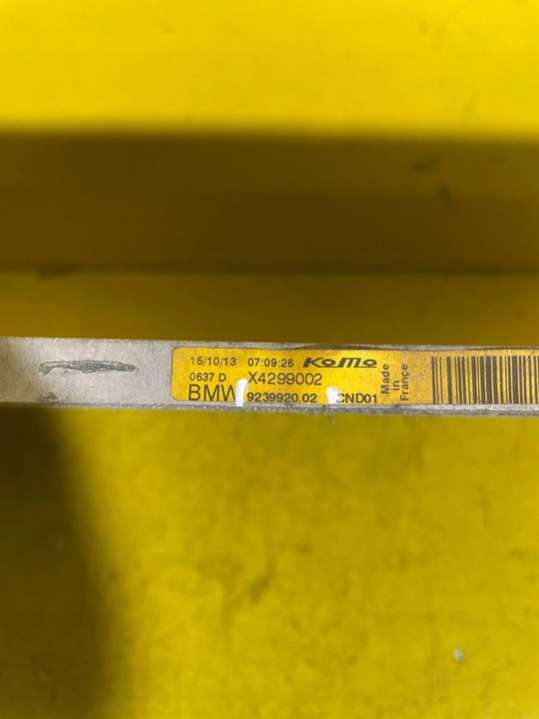 15/10/13 07:09:26 KoMo
0637 D X4299002
BMW 9239920.02 CND01
Made in France